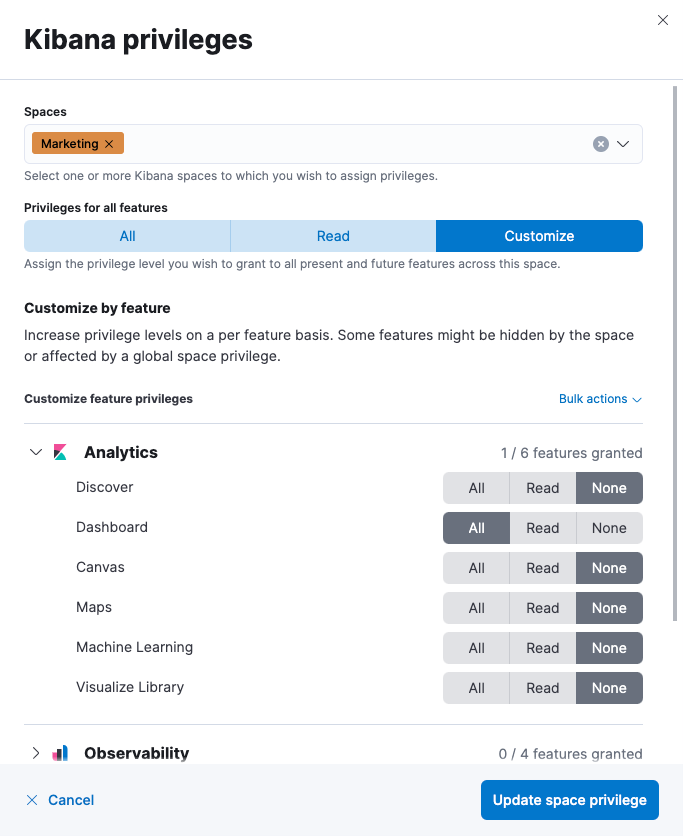 Kibana privileges
Spaces
Marketing
Select one or more Kibana spaces to which you wish to assign privileges.
Privileges for all features
All Read Customize
Assign the privilege level you wish to grant to all present and future features across this space.
Customize by feature
Increase privilege levels on a per feature basis. Some features might be hidden by the space
or affected by a global space privilege.
Customize feature privileges Bulk actions
Analytics 1 / 6 features granted
Discover All Read None
Dashboard All Read None
Canvas All Read None
Maps All Read None
Machine Learning All Read None
Visualize Library All Read None
Observability 0 / 4 features granted
Cancel Update space privilege